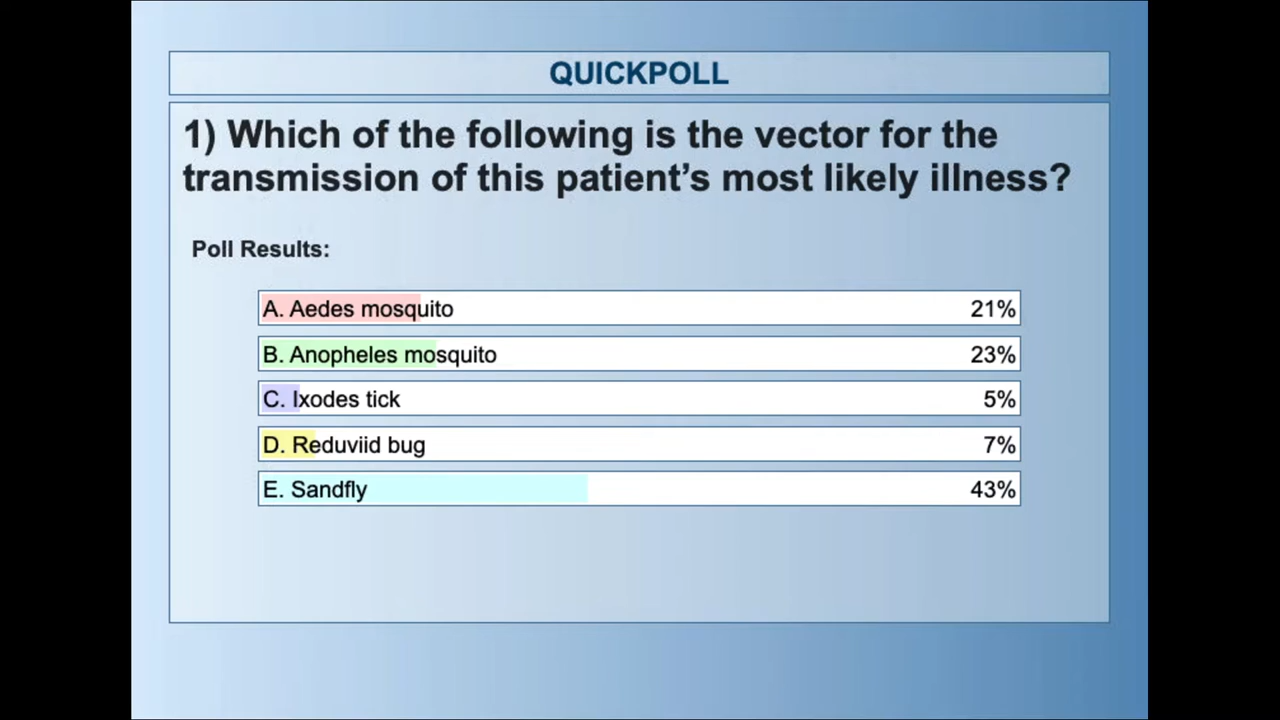 QUICKPOLL
1) Which of the following is the vector for the
transmission of this patient’s most likely illness?
Poll Results:
A. Aedes mosquito 21%
B. Anopheles mosquito 23%
C. Ixodes tick 5%
D. Reduviid bug 7%
E. Sandfly 43%